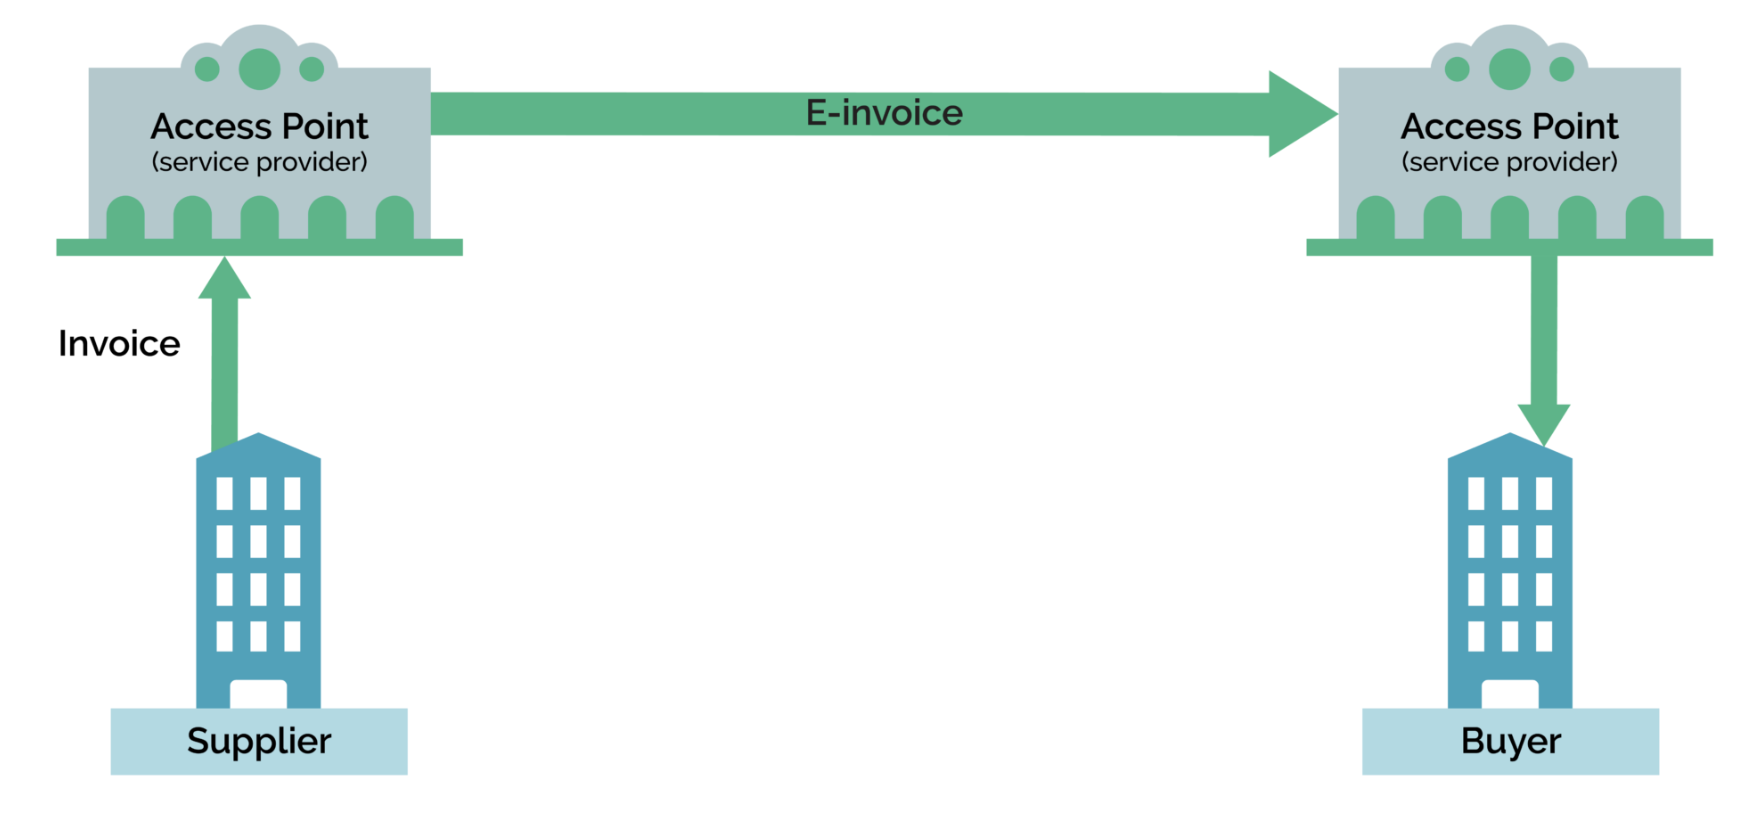 Access Point
(service provider)
E-invoice
Access Point
(service provider)
Invoice
Supplier
Buyer